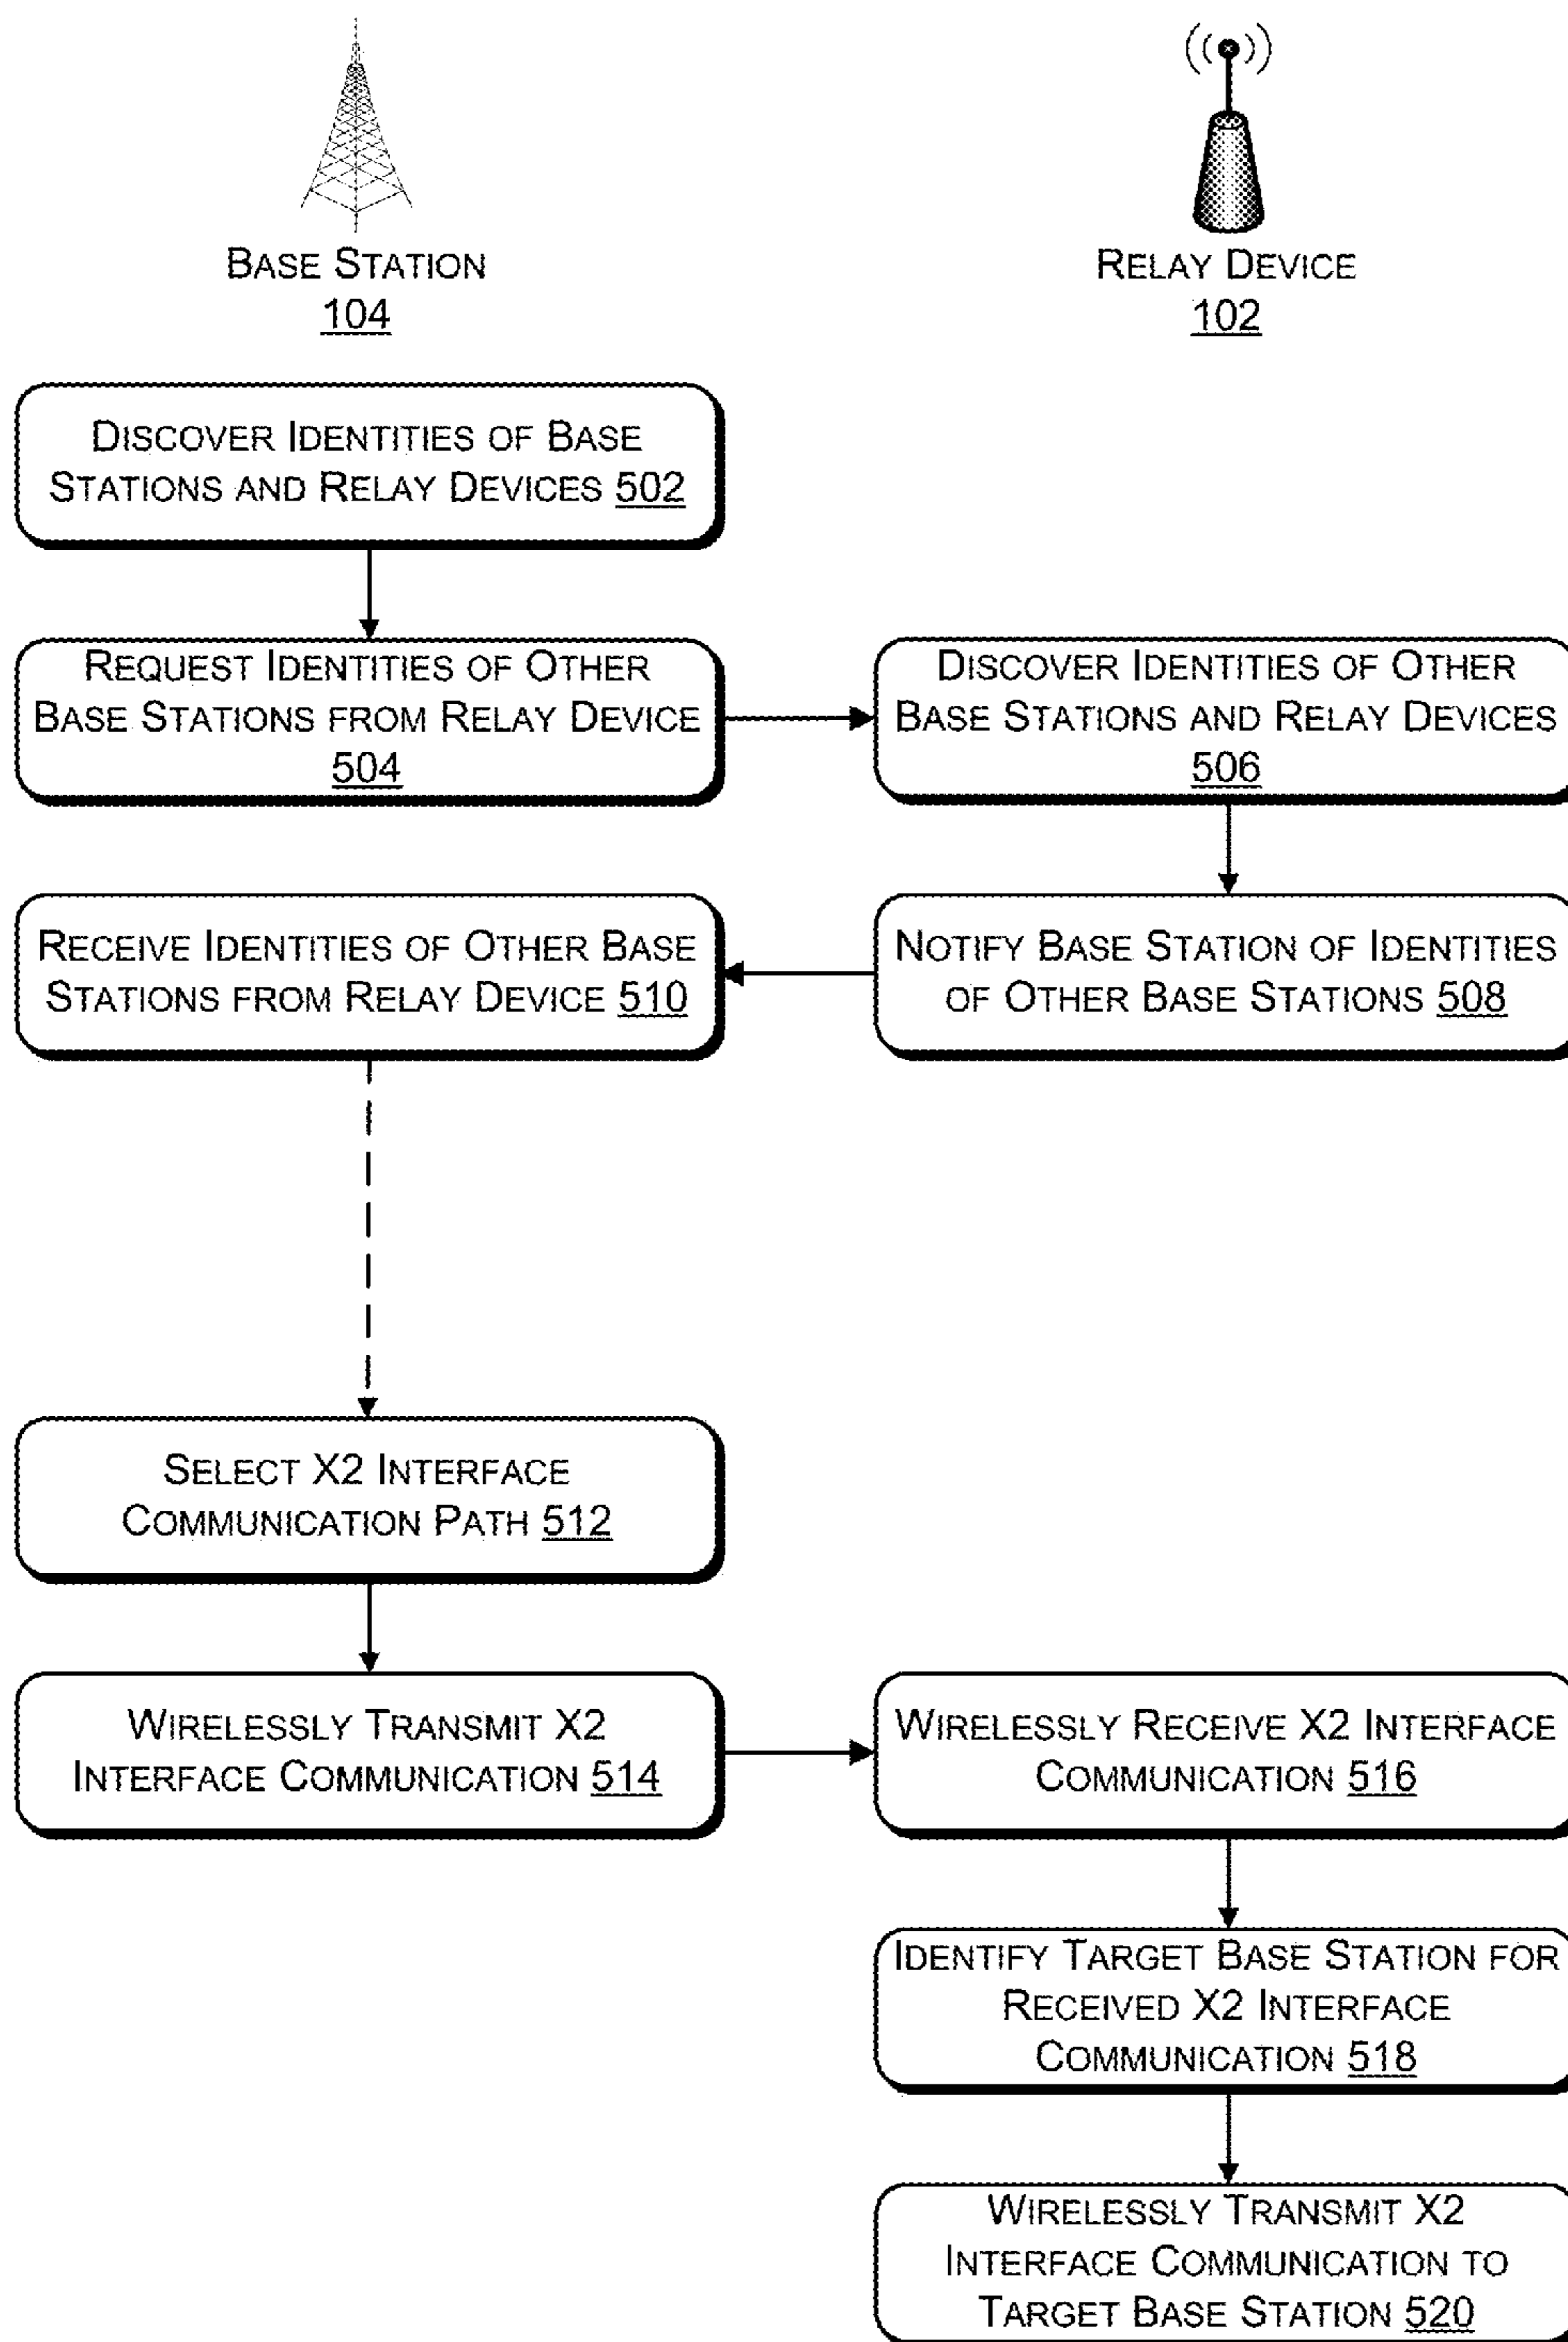 BASE STATION
104
RELAY DEVICE
102
DISCOVER IDENTITIES OF BASE
STATIONS AND RELAY DEVICES 502
REQUEST IDENTITIES OF OTHER
BASE STATIONS FROM RELAY DEVICE
504
DISCOVER IDENTITIES OF OTHER
BASE STATIONS AND RELAY DEVICES
506
RECEIVE IDENTITIES OF OTHER BASE
STATIONS FROM RELAY DEVICE 510
NOTIFY BASE STATION OF IDENTITIES
OF OTHER BASE STATIONS 508
SELECT X2 INTERFACE
COMMUNICATION PATH 512
WIRELESSLY TRANSMIT X2
INTERFACE COMMUNICATION 514
WIRELESSLY RECEIVE X2 INTERFACE
COMMUNICATION 516
IDENTIFY TARGET BASE STATION FOR
RECEIVED X2 INTERFACE
COMMUNICATION 518
WIRELESSLY TRANSMIT X2
INTERFACE COMMUNICATION TO
TARGET BASE STATION 520